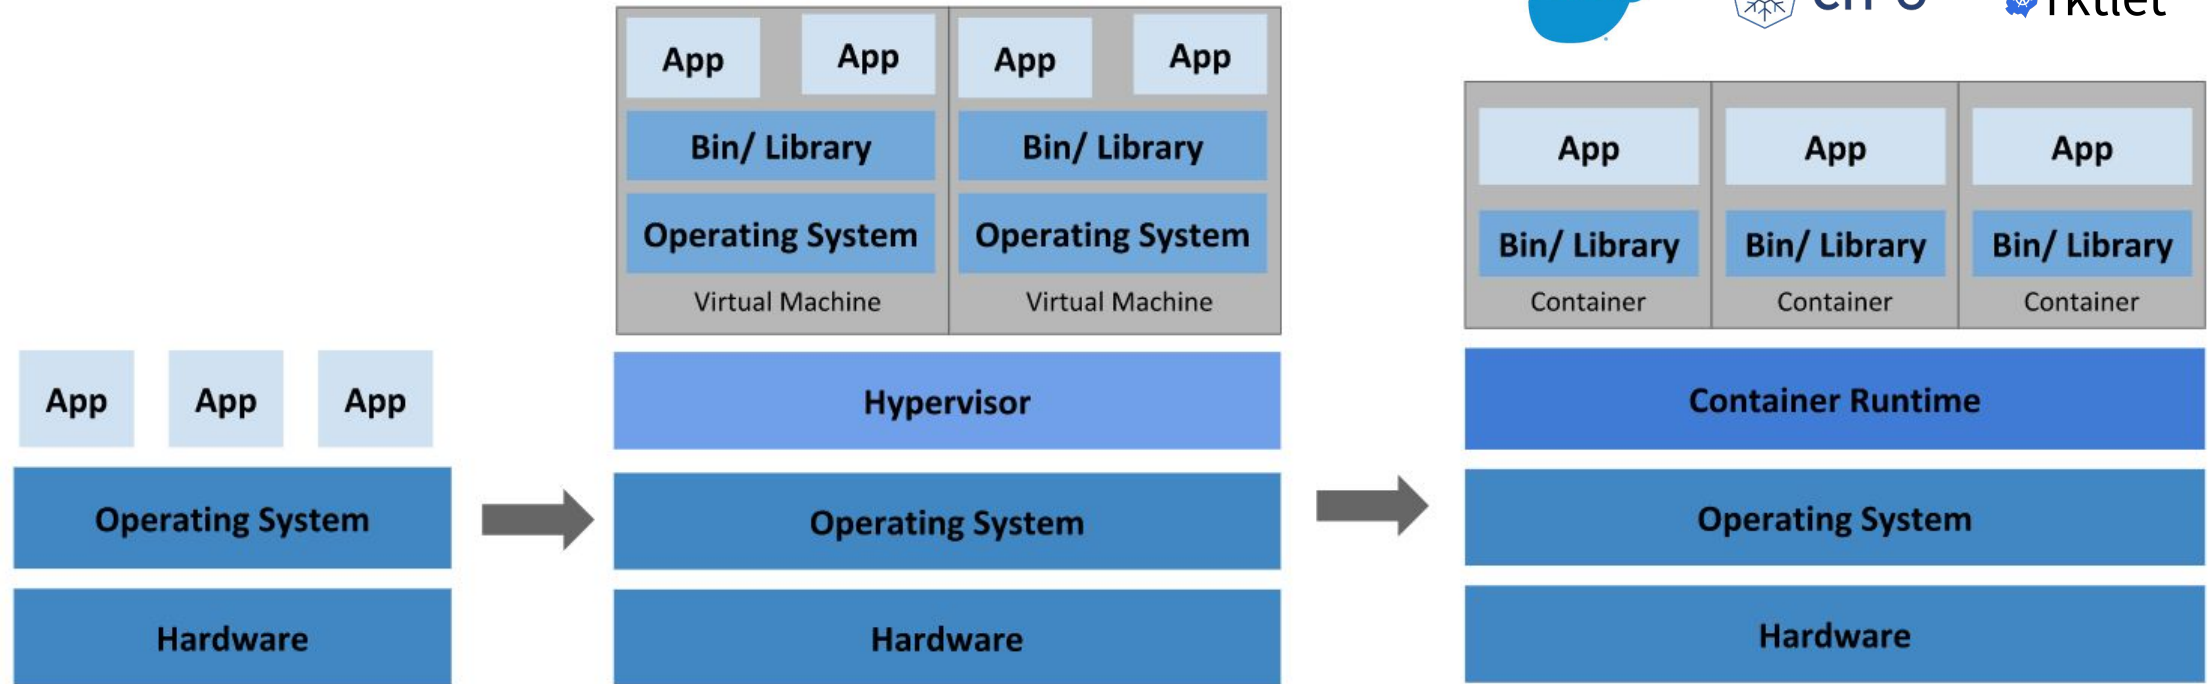 App App App
Operating System
Hardware
App App App App
Bin/ Library Bin/ Library
Operating System Operating System
Virtual Machine Virtual Machine
Hypervisor
Operating System
Hardware
rktlet
App App App
Bin/ Library Bin/ Library Bin/ Library
Container Container Container
Container Runtime
Operating System
Hardware